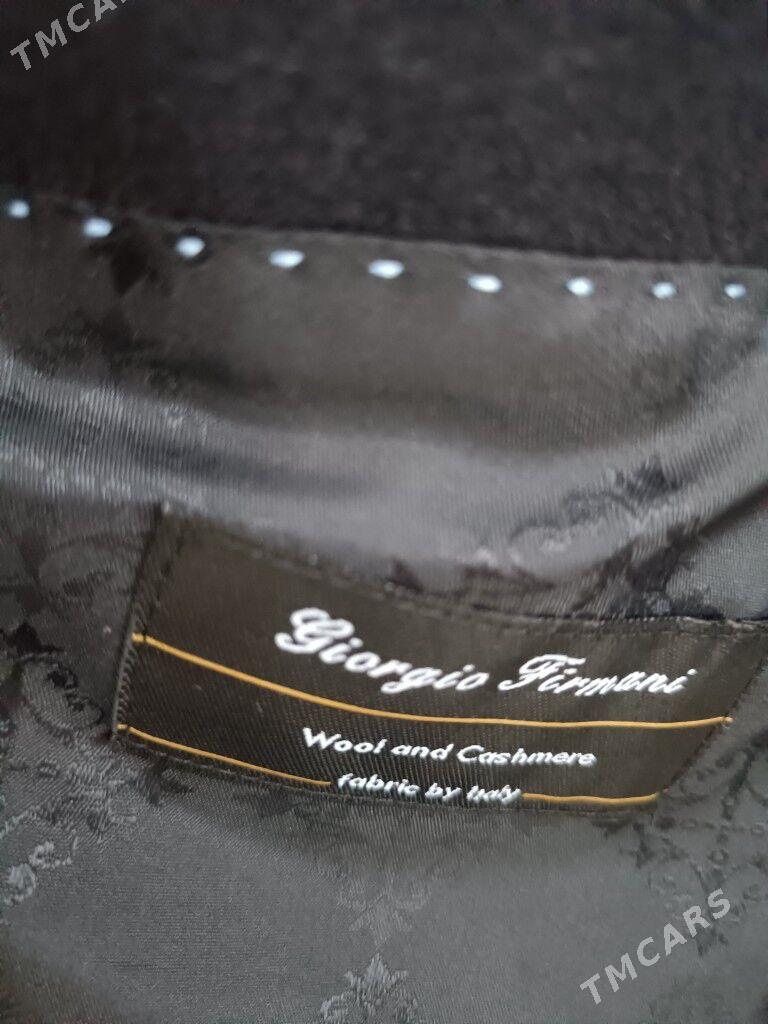 TMCARS
Giorgio Firmani
Wool and Cashmere
fabric by Italy
TMCARS